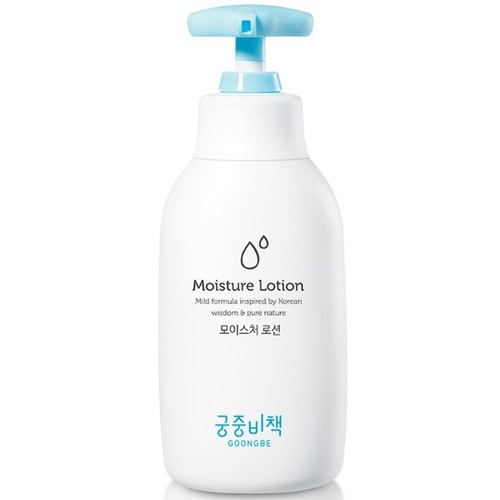 Moisture Lotion
Mild formula inspired by Korean
wisdom & pure nature
모이스처 로션
궁중비책
GOONGBE